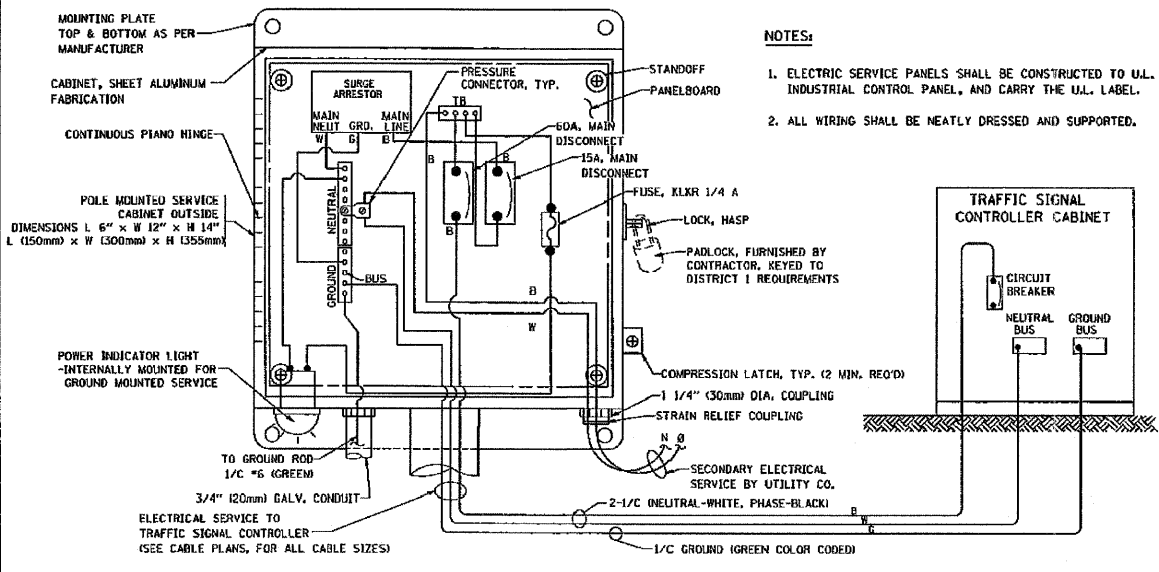 MOUNTING PLATE
TOP & BOTTOM AS PER
MANUFACTURER
CABINET, SHEET ALUMINUM
FABRICATION
CONTINUOUS PIANO HINGE
POLE MOUNTED SERVICE
CABINET OUTSIDE
DIMENSIONS L 6" × W 12" × H 14"
L (150mm) × W (300mm) × H (355mm)
POWER INDICATOR LIGHT
-INTERNALLY MOUNTED FOR
GROUND MOUNTED SERVICE
TO GROUND ROD
1/C #6 (GREEN)
3/4" (20mm) GALV. CONDUIT
ELECTRICAL SERVICE TO
TRAFFIC SIGNAL CONTROLLER
(SEE CABLE PLANS, FOR ALL CABLE SIZES)
SURGE
ARRESTOR
MAIN
NEUT
GRD.
MAIN
LINE
W
G
B
PRESSURE
CONNECTOR, TYP.
TB
STANDOFF
PANELBOARD
60A, MAIN
DISCONNECT
15A, MAIN
DISCONNECT
B
B
B
FUSE, KLKR 1/4 A
LOCK, HASP
PADLOCK, FURNISHED BY
CONTRACTOR, KEYED TO
DISTRICT 1 REQUIREMENTS
NEUTRAL
GROUND
BUS
B
W
COMPRESSION LATCH, TYP. (2 MIN. REQ'D)
1 1/4" (30mm) DIA. COUPLING
STRAIN RELIEF COUPLING
N Ø
SECONDARY ELECTRICAL
SERVICE BY UTILITY CO.
2-1/C (NEUTRAL-WHITE, PHASE-BLACK)
B
W
G
1/C GROUND (GREEN COLOR CODED)
NOTES:
1. ELECTRIC SERVICE PANELS SHALL BE CONSTRUCTED TO U.L.
INDUSTRIAL CONTROL PANEL, AND CARRY THE U.L. LABEL.
2. ALL WIRING SHALL BE NEATLY DRESSED AND SUPPORTED.
TRAFFIC SIGNAL
CONTROLLER CABINET
CIRCUIT
BREAKER
NEUTRAL
BUS
GROUND
BUS